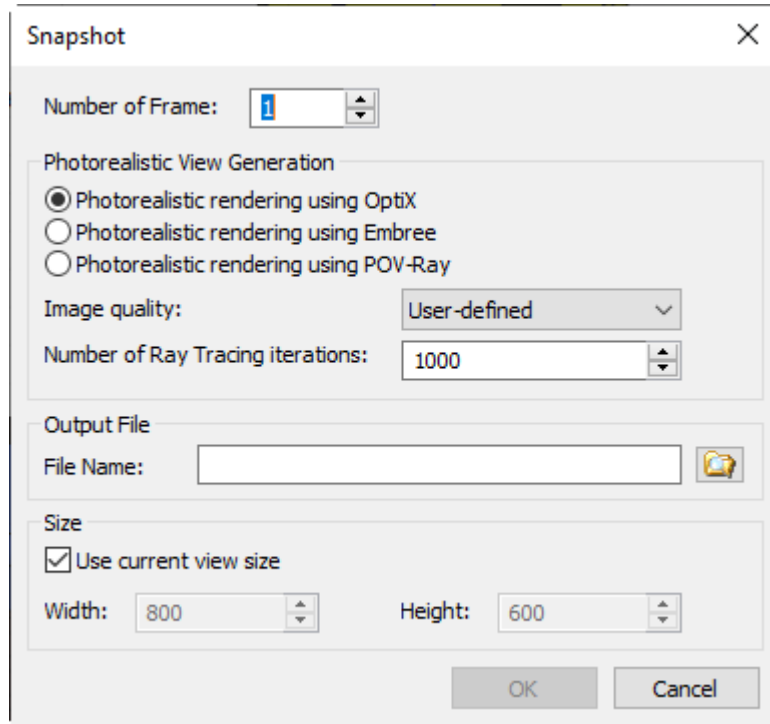 Snapshot
Number of Frame: 1
Photorealistic View Generation
Photorealistic rendering using OptiX
Photorealistic rendering using Embree
Photorealistic rendering using POV-Ray
Image quality: User-defined
Number of Ray Tracing iterations: 1000
Output File
File Name:
Size
Use current view size
Width: 800 Height: 600
OK Cancel